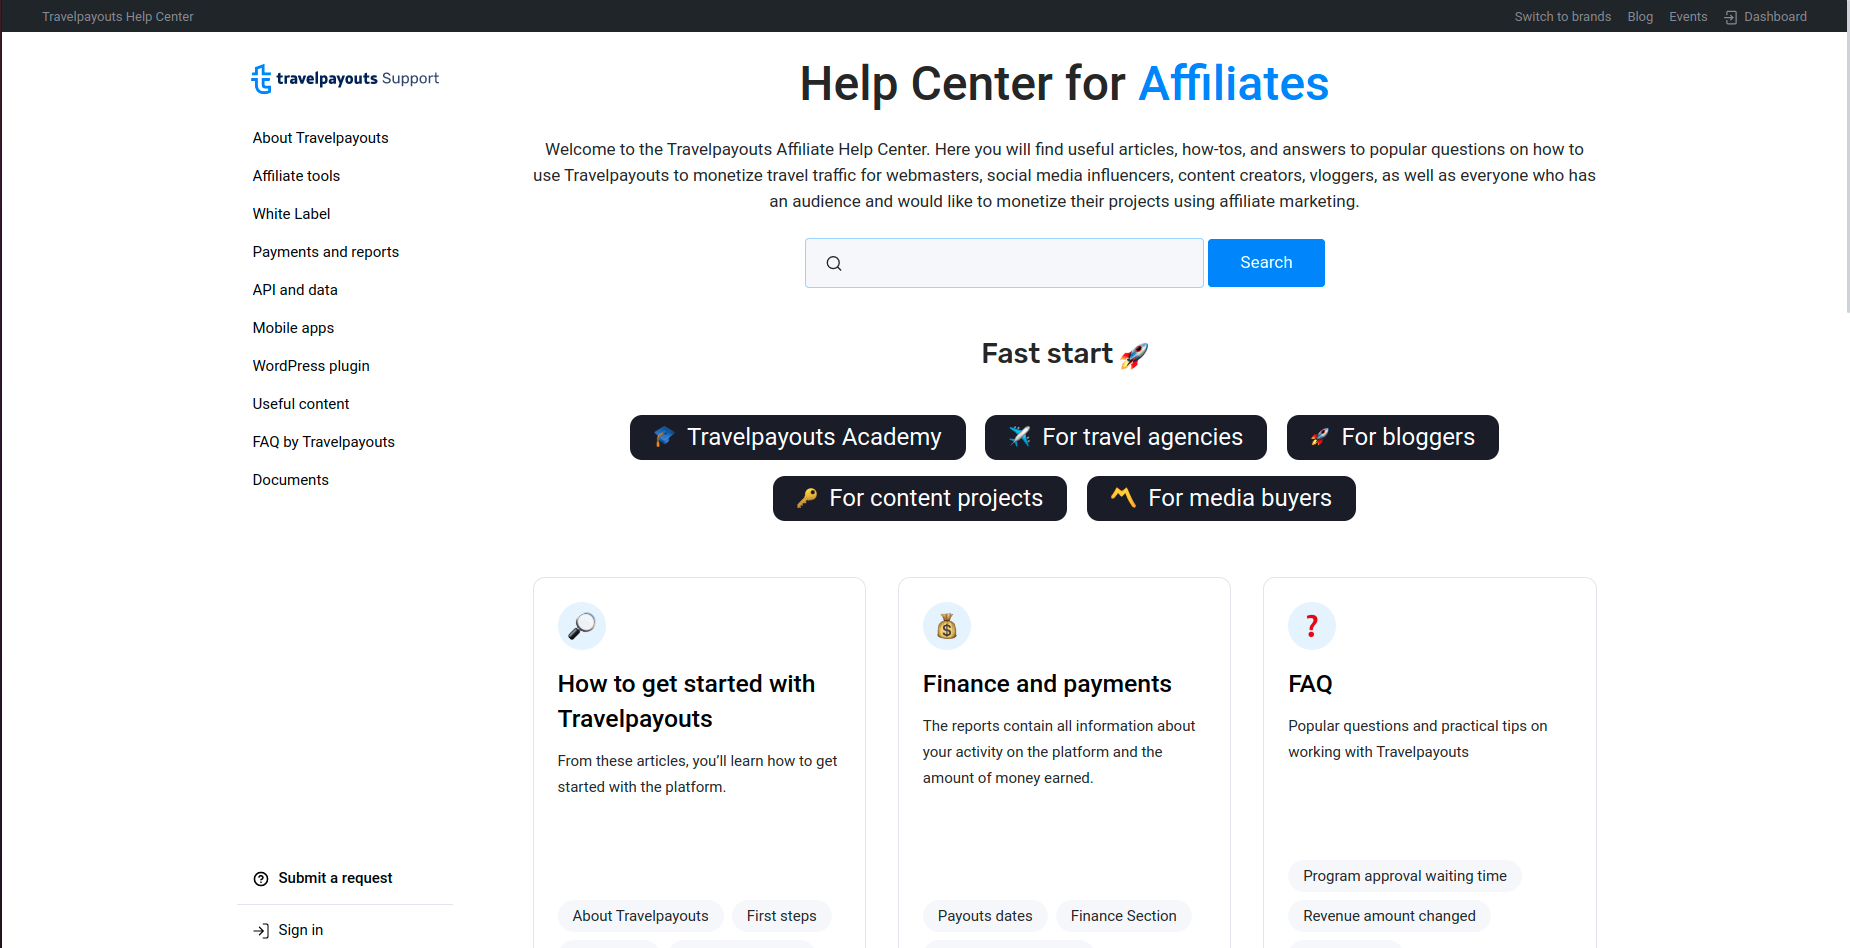 Travelpayouts Help Center
Switch to brands
Blog
Events
Dashboard
travelpayouts Support
About Travelpayouts
Affiliate tools
White Label
Payments and reports
API and data
Mobile apps
WordPress plugin
Useful content
FAQ by Travelpayouts
Documents
Submit a request
Sign in
Help Center for Affiliates
Welcome to the Travelpayouts Affiliate Help Center. Here you will find useful articles, how-tos, and answers to popular questions on how to
use Travelpayouts to monetize travel traffic for webmasters, social media influencers, content creators, vloggers, as well as everyone who has
an audience and would like to monetize their projects using affiliate marketing.
Search
Fast start 🚀
Travelpayouts Academy
For travel agencies
For bloggers
For content projects
For media buyers
How to get started with
Travelpayouts
From these articles, you’ll learn how to get
started with the platform.
About Travelpayouts
First steps
Finance and payments
The reports contain all information about
your activity on the platform and the
amount of money earned.
Payouts dates
Finance Section
FAQ
Popular questions and practical tips on
working with Travelpayouts
Program approval waiting time
Revenue amount changed